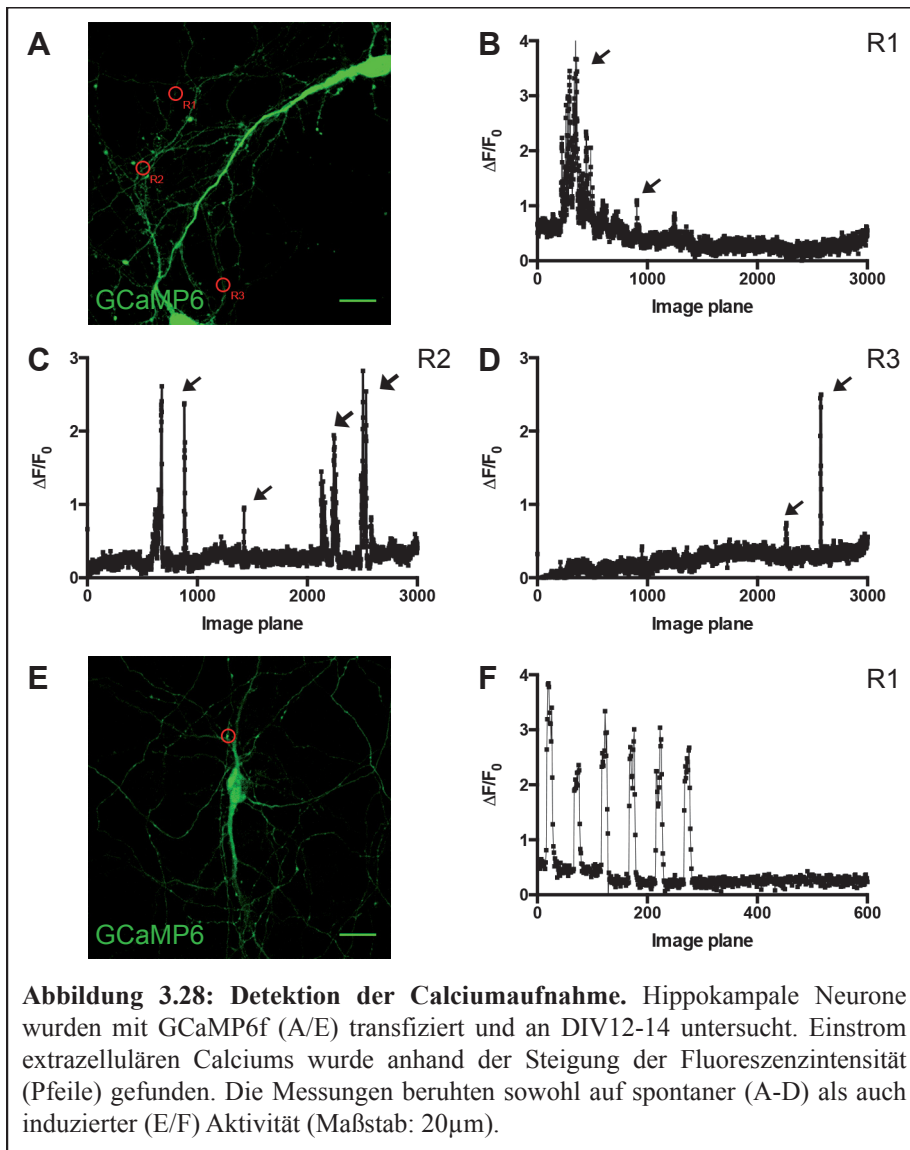 A
R1
R2
R3
GCaMP6
B
R1
4
3
2
1
0
ΔF/F0
0 1000 2000 3000
Image plane
C
R2
3
2
1
0
ΔF/F0
0 1000 2000 3000
Image plane
D
R3
3
2
1
0
ΔF/F0
0 1000 2000 3000
Image plane
E
GCaMP6
F
R1
4
3
2
1
0
ΔF/F0
0 200 400 600
Image plane
Abbildung 3.28: Detektion der Calciumaufnahme. Hippokampale Neurone
wurden mit GCaMP6f (A/E) transfiziert und an DIV12-14 untersucht. Einstrom
extrazellulären Calciums wurde anhand der Steigung der Fluoreszenzintensität
(Pfeile) gefunden. Die Messungen beruhten sowohl auf spontaner (A-D) als auch
induzierter (E/F) Aktivität (Maßstab: 20µm).